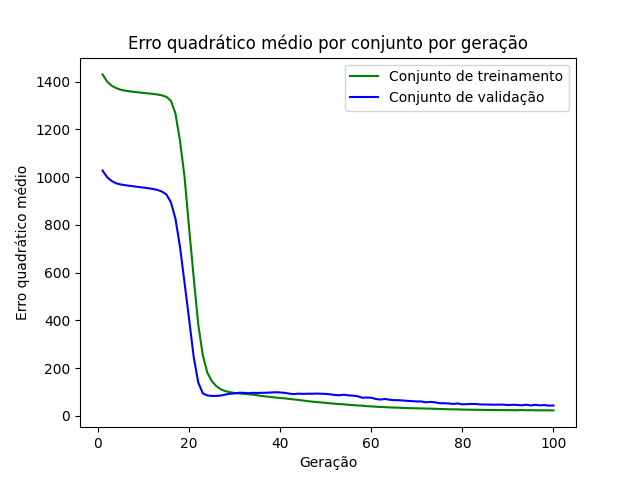 Erro quadrático médio por conjunto por geração
Conjunto de treinamento
Conjunto de validação
Erro quadrático médio
1400
1200
1000
800
600
400
200
0
0 20 40 60 80 100
Geração